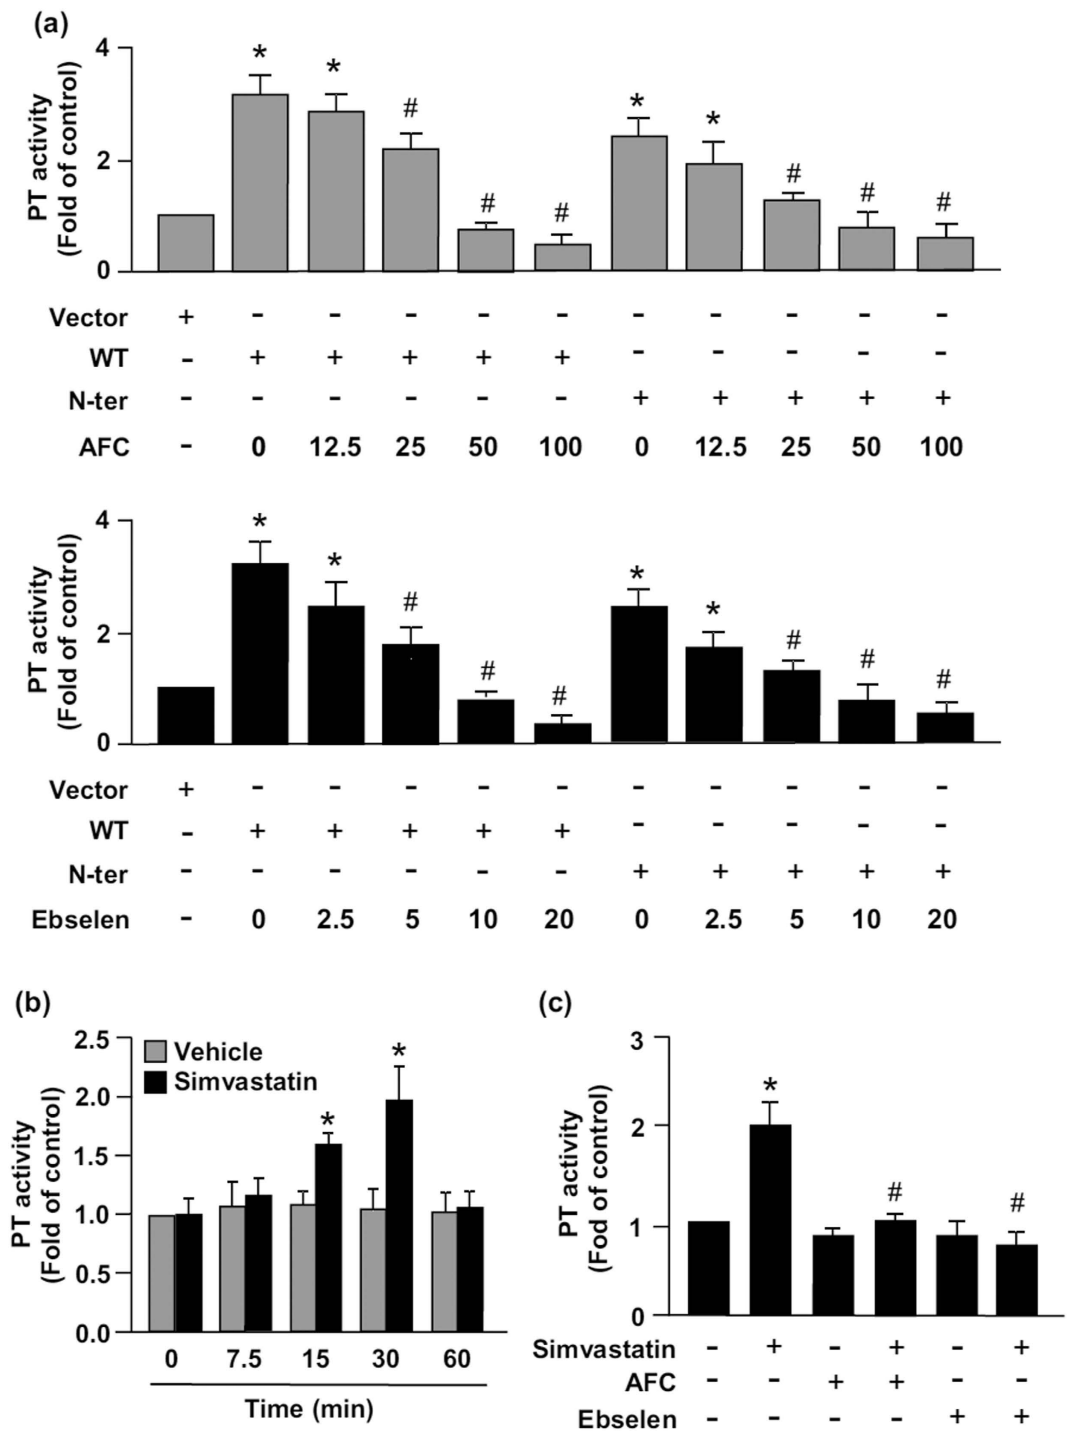 (a)
PT activity
(Fold of control)
4
2
0
* * # # # * * # # #
Vector + - - - - - - - - - -
WT - + + + + + - - - - -
N-ter - - - - - - + + + + +
AFC - 0 12.5 25 50 100 0 12.5 25 50 100
PT activity
(Fold of control)
4
2
0
* * # # # * * # # #
Vector + - - - - - - - - - -
WT - + + + + + - - - - -
N-ter - - - - - - + + + + +
Ebselen - 0 2.5 5 10 20 0 2.5 5 10 20
(b)
PT activity
(Fold of control)
2.5
2.0
1.5
1.0
0.5
0.0
Vehicle
Simvastatin
* *
0 7.5 15 30 60
Time (min)
(c)
PT activity
(Fod of control)
3
2
1
0
* # #
Simvastatin - + - + - +
AFC - - + + - -
Ebselen - - - - + +